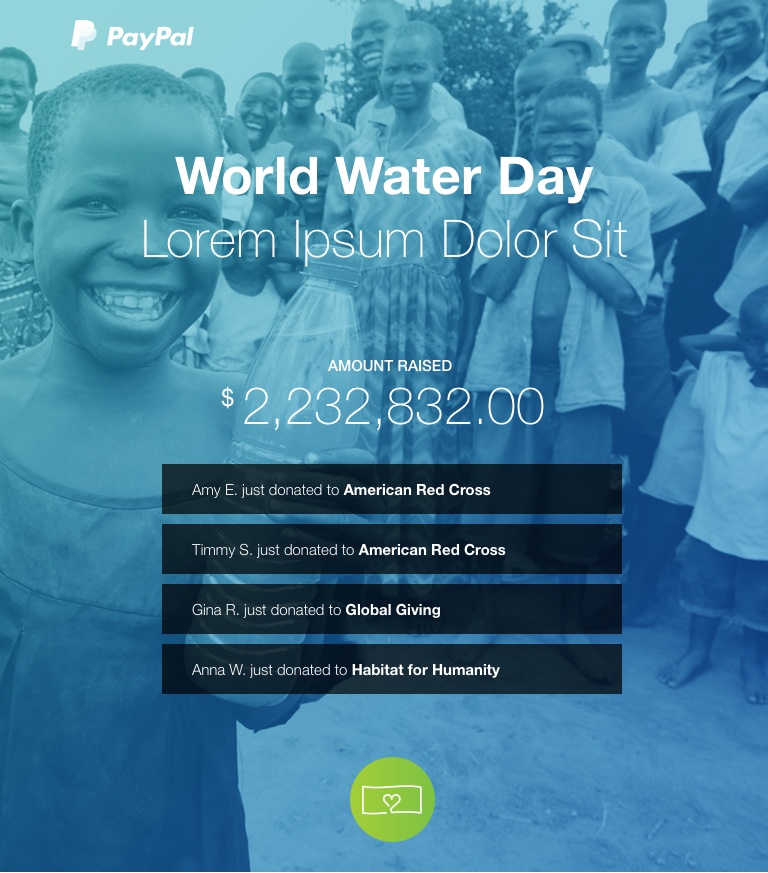 PayPal
World Water Day
Lorem Ipsum Dolor Sit
AMOUNT RAISED
$ 2,232,832.00
Amy E. just donated to American Red Cross
Timmy S. just donated to American Red Cross
Gina R. just donated to Global Giving
Anna W. just donated to Habitat for Humanity